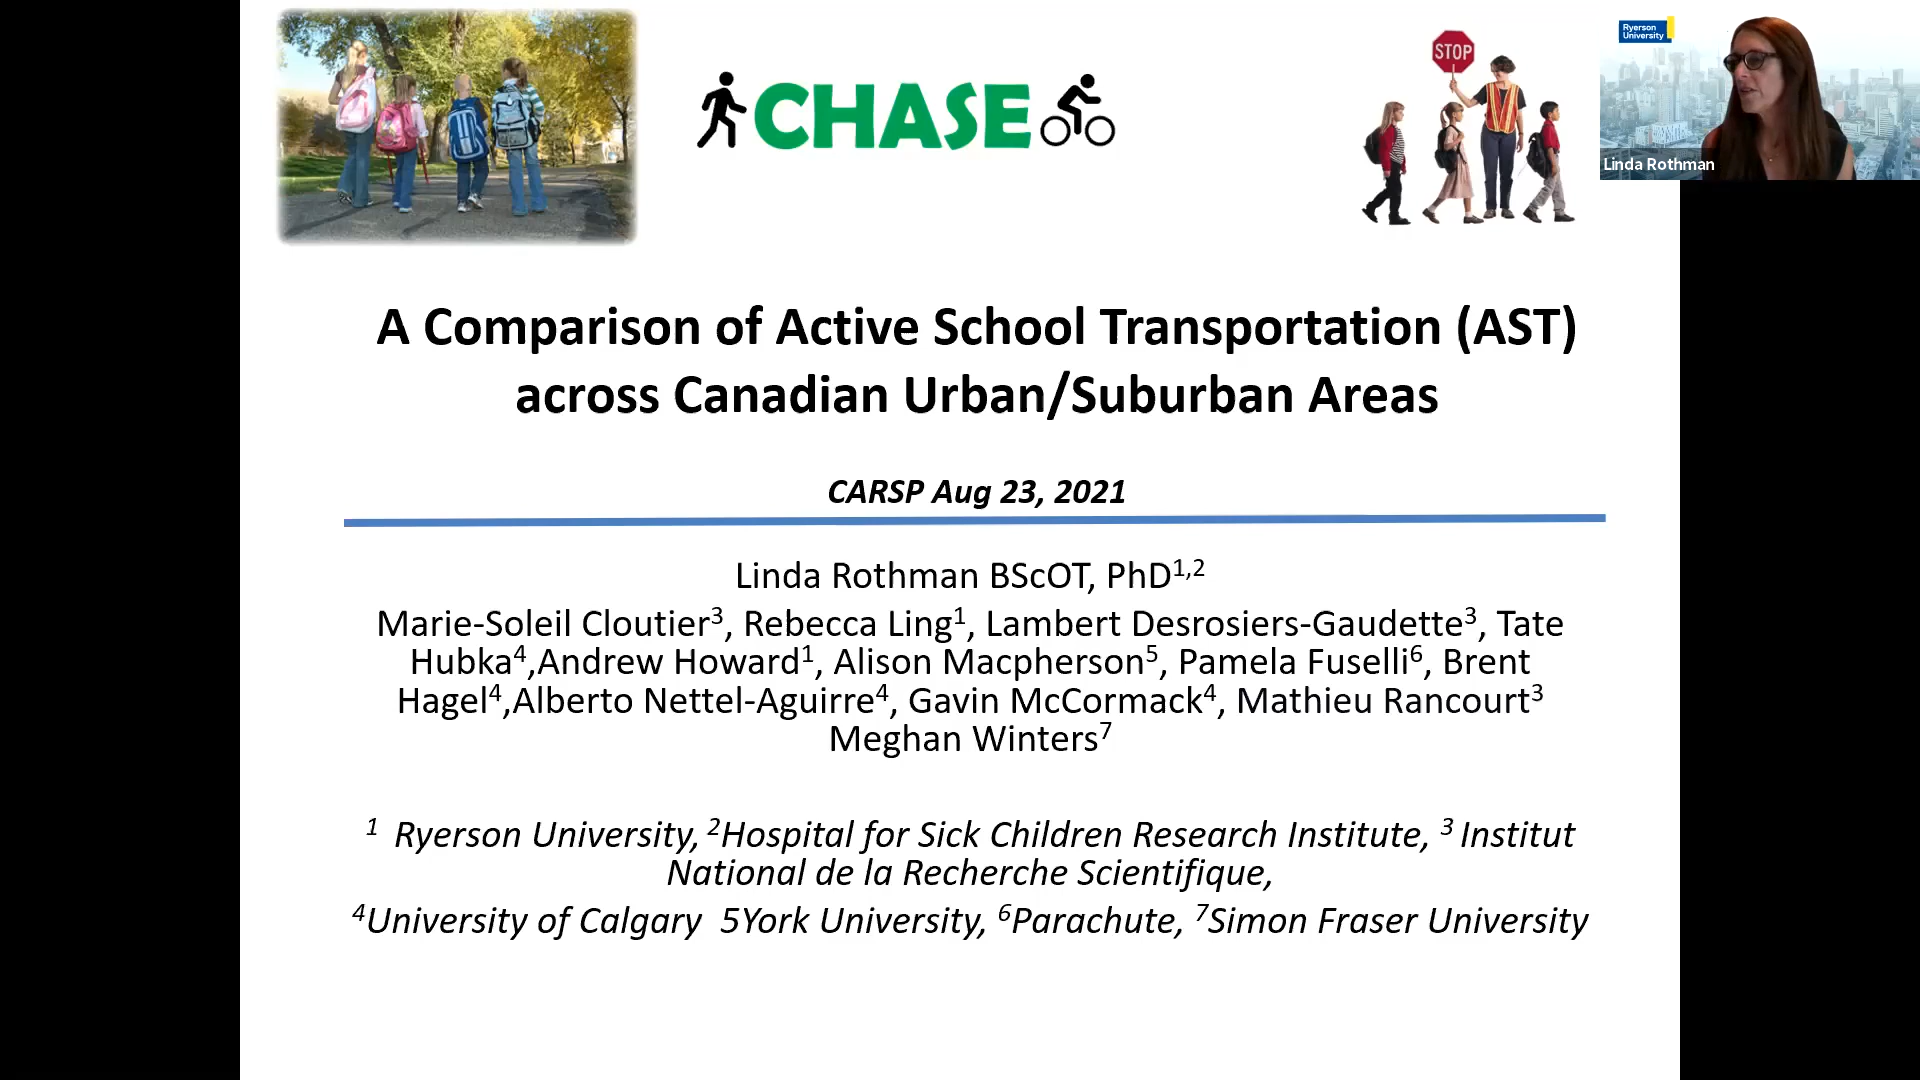 CHASE
STOP
Ryerson
University
Linda Rothman
A Comparison of Active School Transportation (AST)
across Canadian Urban/Suburban Areas
CARSP Aug 23, 2021
Linda Rothman BScOT, PhD1,2
Marie-Soleil Cloutier3, Rebecca Ling1, Lambert Desrosiers-Gaudette3, Tate
Hubka4,Andrew Howard1, Alison Macpherson5, Pamela Fuselli6, Brent
Hagel4,Alberto Nettel-Aguirre4, Gavin McCormack4, Mathieu Rancourt3
Meghan Winters7
1 Ryerson University, 2Hospital for Sick Children Research Institute, 3 Institut
National de la Recherche Scientifique,
4University of Calgary 5York University, 6Parachute, 7Simon Fraser University